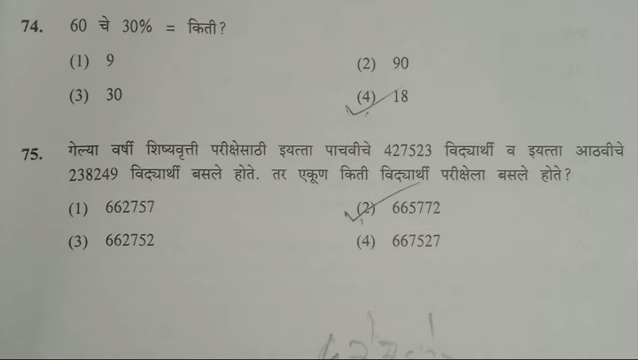 74. 60 चे 30% = किती?
(1) 9 (2) 90
(3) 30 (4) 18
75. गेल्या वर्षी शिष्यवृत्ती परीक्षेसाठी इयत्ता पाचवीचे 427523 विद्यार्थी व इयत्ता आठवीचे
238249 विद्यार्थी बसले होते. तर एकूण किती विद्यार्थी परीक्षेला बसले होते?
(1) 662757 (2) 665772
(3) 662752 (4) 667527